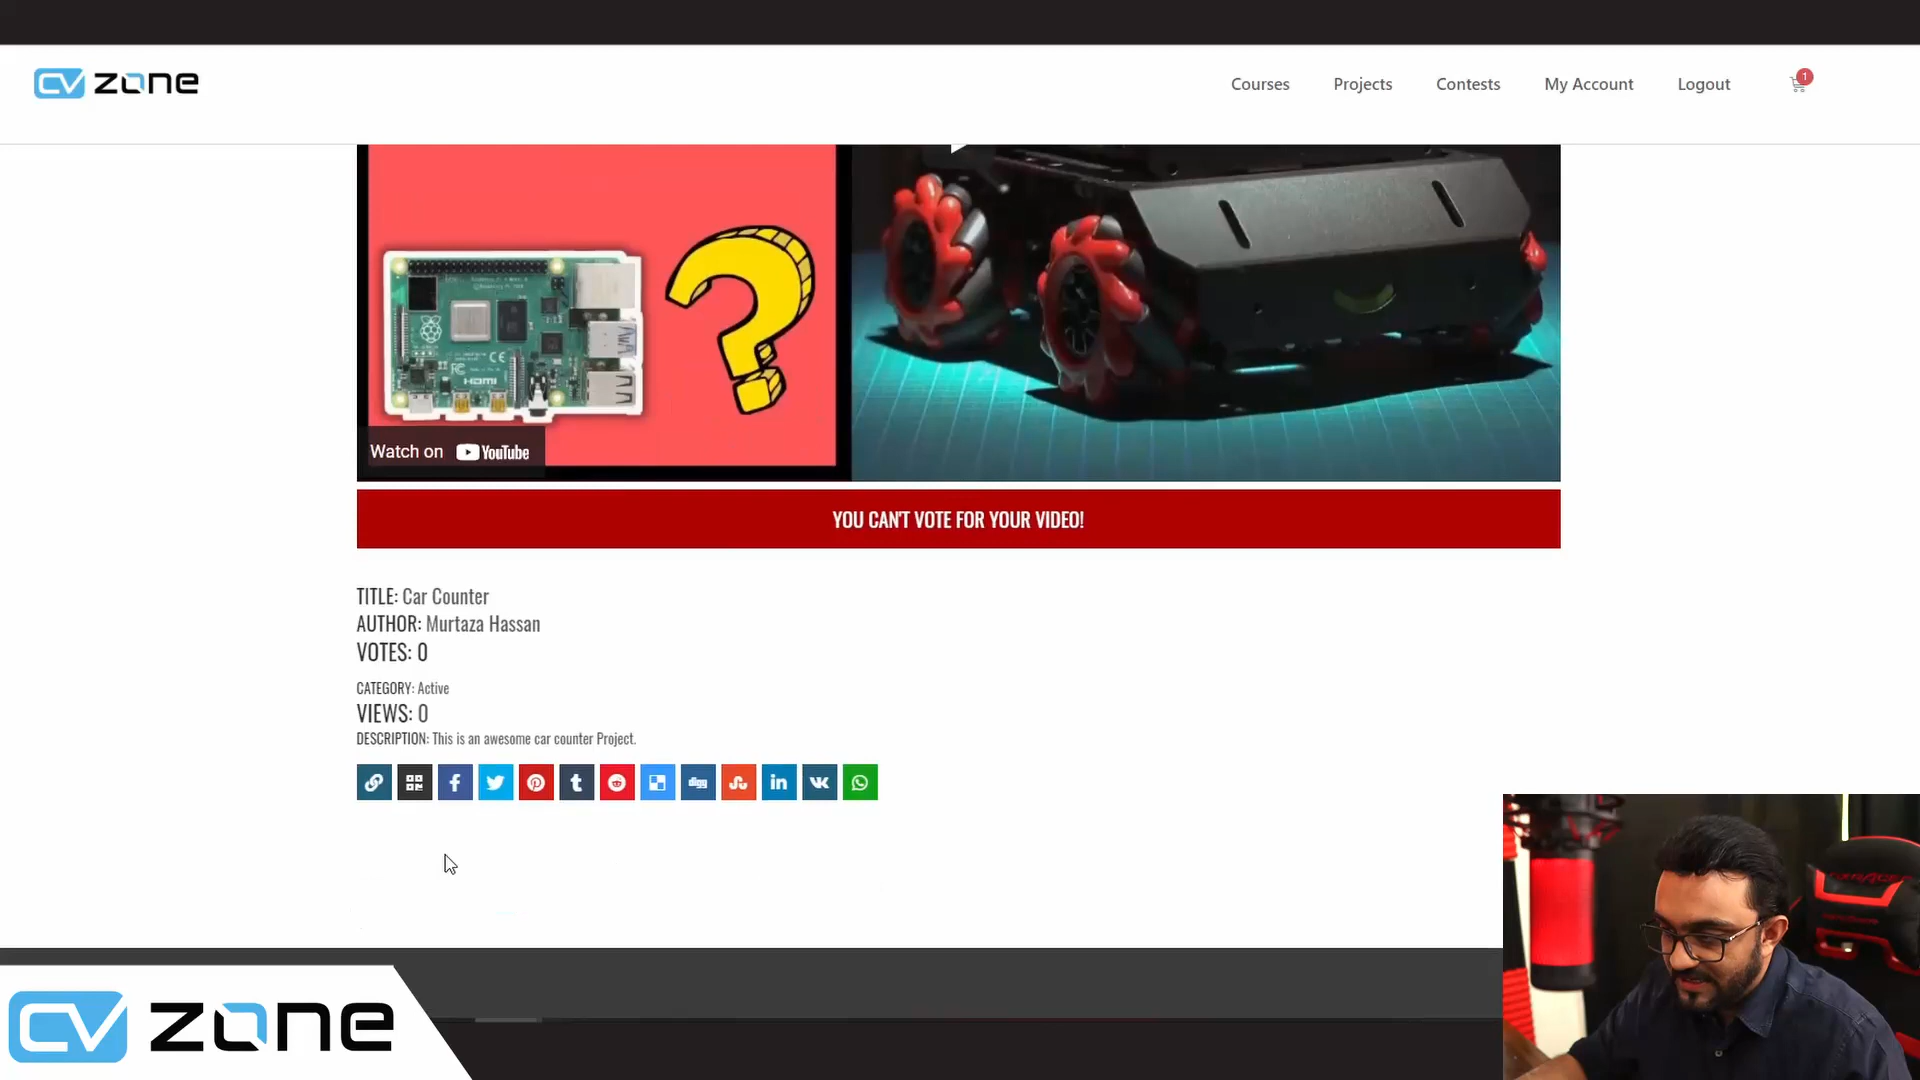 CV zone
Courses
Projects
Contests
My Account
Logout
1
HDMI
Watch on YouTube
YOU CAN'T VOTE FOR YOUR VIDEO!
TITLE: Car Counter
AUTHOR: Murtaza Hassan
VOTES: 0
CATEGORY: Active
VIEWS: 0
DESCRIPTION: This is an awesome car counter Project.
digg
CV zone